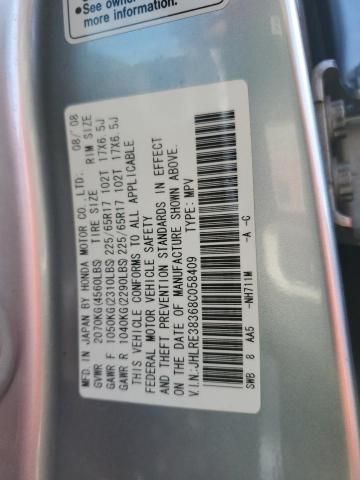 See owner
more information.
MFD. IN JAPAN BY HONDA MOTOR CO., LTD. 08/'08
GVWR 2070KG(4560LBS) TIRE SIZE RIM SIZE
GAWR F 1050KG(2310LBS) 225/65R17 102T 17X6.5J
GAWR R 1040KG(2290LBS) 225/65R17 102T 17X6.5J
THIS VEHICLE CONFORMS TO ALL APPLICABLE
FEDERAL MOTOR VEHICLE SAFETY
AND THEFT PREVENTION STANDARDS IN EFFECT
ON THE DATE OF MANUFACTURE SHOWN ABOVE.
V.I.N:JHLRE38368C058409 MPV
SWB 8 AA5 -NH711M -A -C